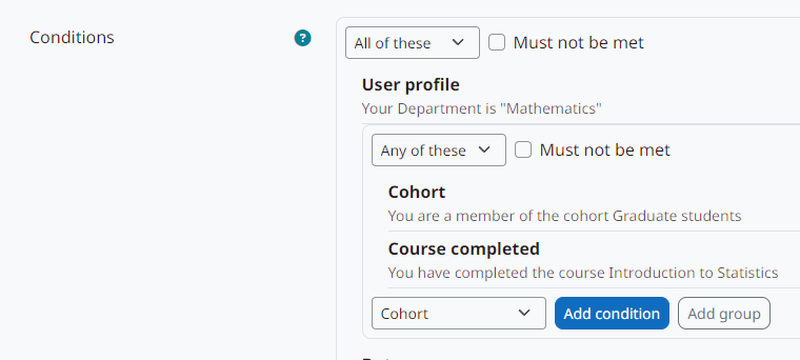 Conditions
?
All of these
Must not be met
User profile
Your Department is "Mathematics"
Any of these
Must not be met
Cohort
You are a member of the cohort Graduate students
Course completed
You have completed the course Introduction to Statistics
Cohort
Add condition
Add group